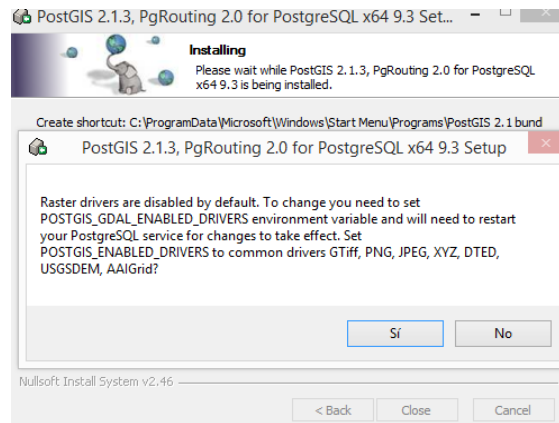 PostGIS 2.1.3, PgRouting 2.0 for PostgreSQL x64 9.3 Set...
Installing
Please wait while PostGIS 2.1.3, PgRouting 2.0 for PostgreSQL
x64 9.3 is being installed.
Create shortcut: C:\ProgramData\Microsoft\Windows\Start Menu\Programs\PostGIS 2.1 bund
PostGIS 2.1.3, PgRouting 2.0 for PostgreSQL x64 9.3 Setup
Raster drivers are disabled by default. To change you need to set
POSTGIS_GDAL_ENABLED_DRIVERS environment variable and will need to restart
your PostgreSQL service for changes to take effect. Set
POSTGIS_ENABLED_DRIVERS to common drivers GTiff, PNG, JPEG, XYZ, DTED,
USGSDEM, AAIGrid?
Sí No
Nullsoft Install System v2.46
< Back Close Cancel